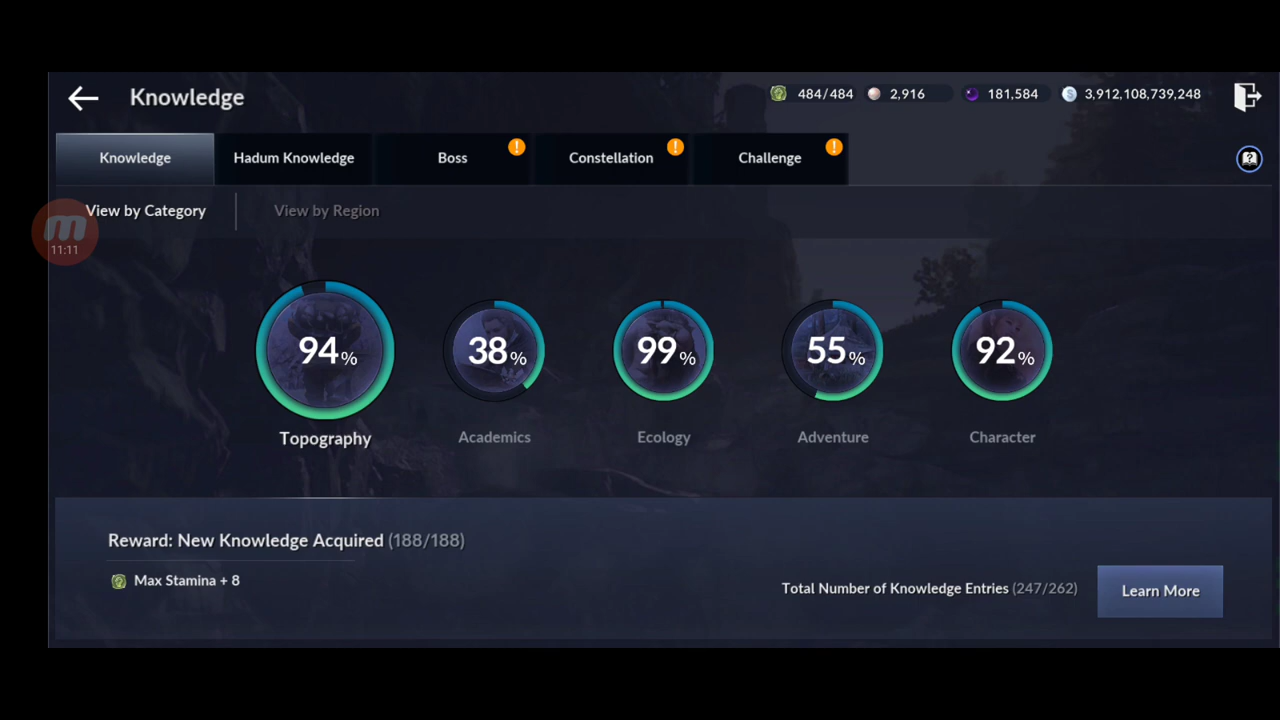 Knowledge 484/484 2,916 181,584 3,912,108,739,248
Knowledge Hadum Knowledge Boss ! Constellation ! Challenge !
View by Category View by Region
m
11:11
94% 38% 99% 55% 92%
Topography Academics Ecology Adventure Character
Reward: New Knowledge Acquired (188/188)
Max Stamina + 8
Total Number of Knowledge Entries (247/262) Learn More